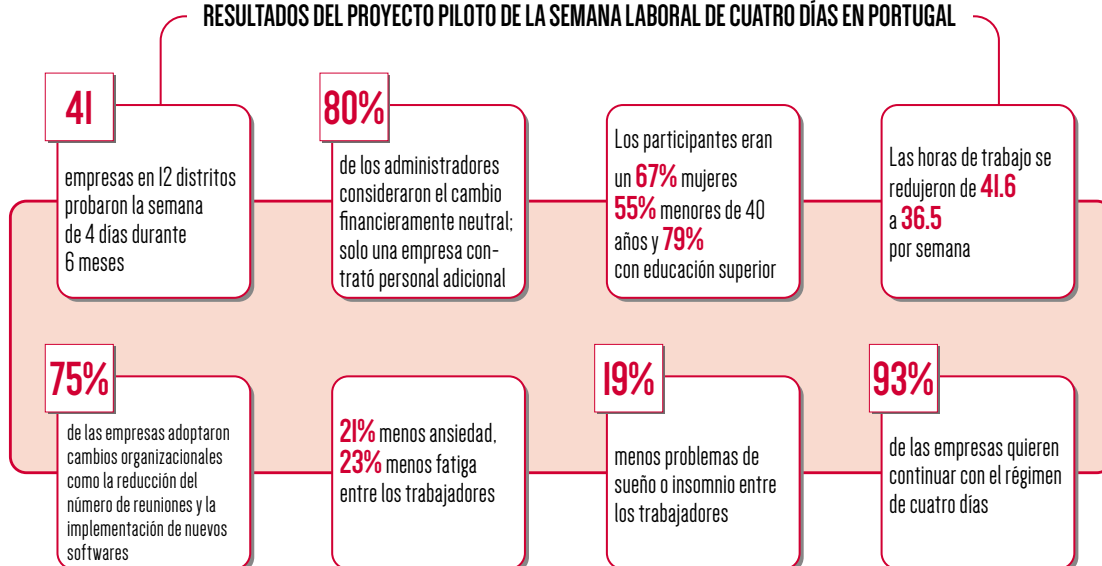 RESULTADOS DEL PROYECTO PILOTO DE LA SEMANA LABORAL DE CUATRO DÍAS EN PORTUGAL
41
empresas en 12 distritos
probaron la semana
de 4 días durante
6 meses
80%
de los administradores
consideraron el cambio
financieramente neutral;
solo una empresa con-
trató personal adicional
Los participantes eran
un 67% mujeres
55% menores de 40
años y 79%
con educación superior
Las horas de trabajo se
redujeron de 41.6
a 36.5
por semana
75%
de las empresas adoptaron
cambios organizacionales
como la reducción del
número de reuniones y la
implementación de nuevos
softwares
21% menos ansiedad,
23% menos fatiga
entre los trabajadores
19%
menos problemas de
sueño o insomnio entre
los trabajadores
93%
de las empresas quieren
continuar con el régimen
de cuatro días